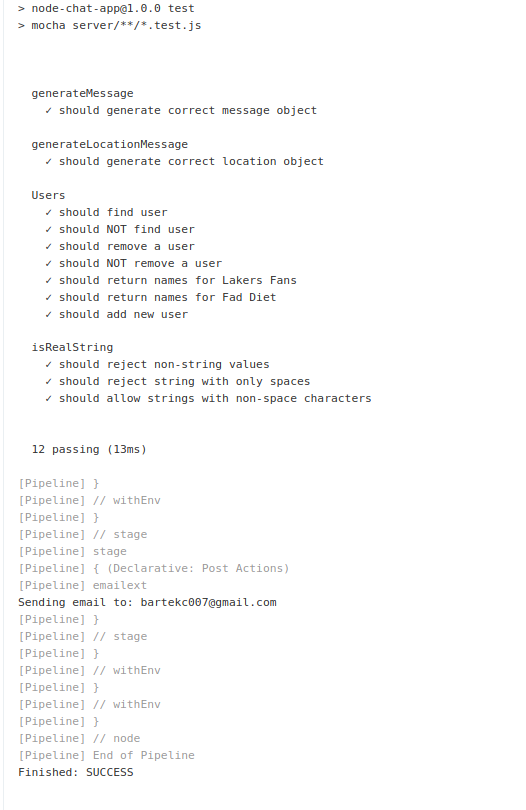 > node-chat-app@1.0.0 test
> mocha server/**/*.test.js
generateMessage
✓ should generate correct message object
generateLocationMessage
✓ should generate correct location object
Users
✓ should find user
✓ should NOT find user
✓ should remove a user
✓ should NOT remove a user
✓ should return names for Lakers Fans
✓ should return names for Fad Diet
✓ should add new user
isRealString
✓ should reject non-string values
✓ should reject string with only spaces
✓ should allow strings with non-space characters
12 passing (13ms)
[Pipeline] }
[Pipeline] // withEnv
[Pipeline] }
[Pipeline] // stage
[Pipeline] stage
[Pipeline] { (Declarative: Post Actions)
[Pipeline] emailext
Sending email to: bartekc007@gmail.com
[Pipeline] }
[Pipeline] // stage
[Pipeline] }
[Pipeline] // withEnv
[Pipeline] }
[Pipeline] // withEnv
[Pipeline] }
[Pipeline] // node
[Pipeline] End of Pipeline
Finished: SUCCESS